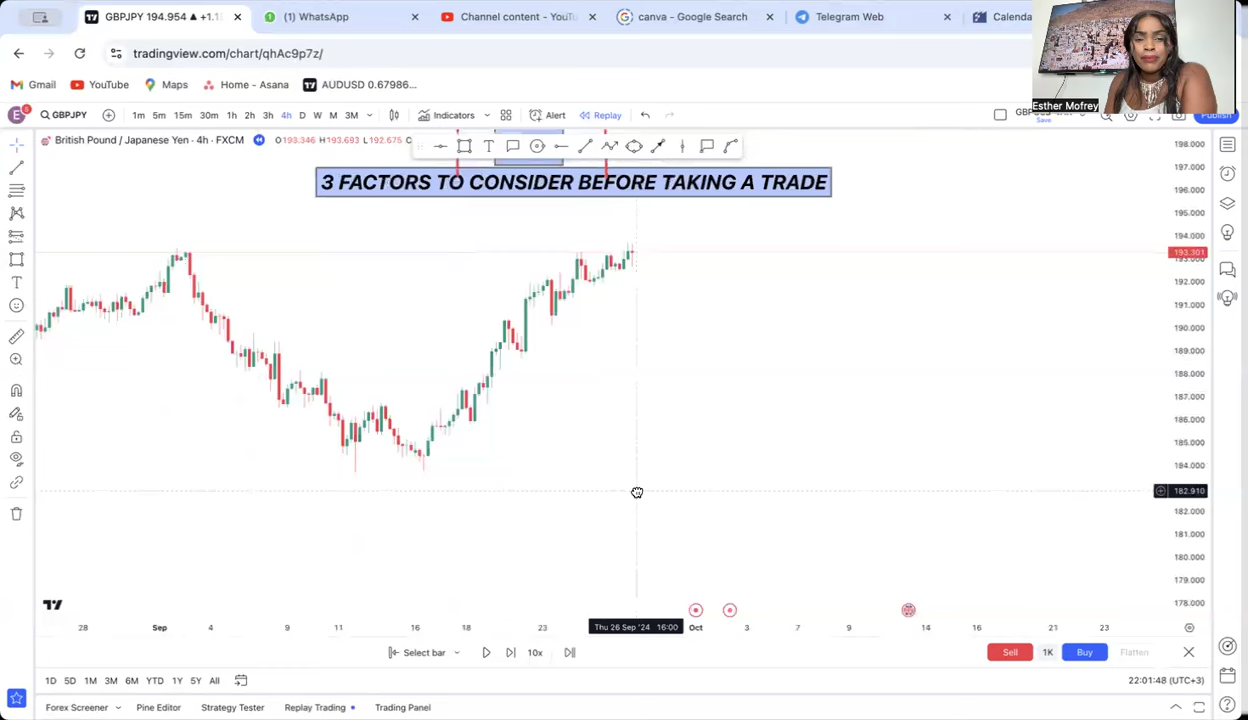 GBPJPY 194.954 ▲ +1.1
(1) WhatsApp
Channel content - YouTu
canva - Google Search
Telegram Web
Calenda
tradingview.com/chart/qhAc9p7z/
Gmail
YouTube
Maps
Home - Asana
AUDUSD 0.67986...
Esther Mofrey
E
GBPJPY
1m 5m 15m 30m 1h 2h 3h 4h D W M 3M
Indicators
Alert
Replay
Save
Publish
British Pound / Japanese Yen · 4h · FXCM
O193.346 H193.693 L192.675
3 FACTORS TO CONSIDER BEFORE TAKING A TRADE
198.000
197.000
196.000
195.000
194.000
193.301
193.000
192.000
191.000
190.000
189.000
188.000
187.000
186.000
185.000
184.000
182.910
182.000
181.000
180.000
179.000
178.000
28 Sep 4 9 11 16 18 23 Thu 26 Sep '24 16:00 Oct 3 7 9 14 16 21 23
Select bar
10x
Sell
1K
Buy
Flatten
1D 5D 1M 3M 6M YTD 1Y 5Y All
22:01:48 (UTC+3)
Forex Screener
Pine Editor
Strategy Tester
Replay Trading
Trading Panel